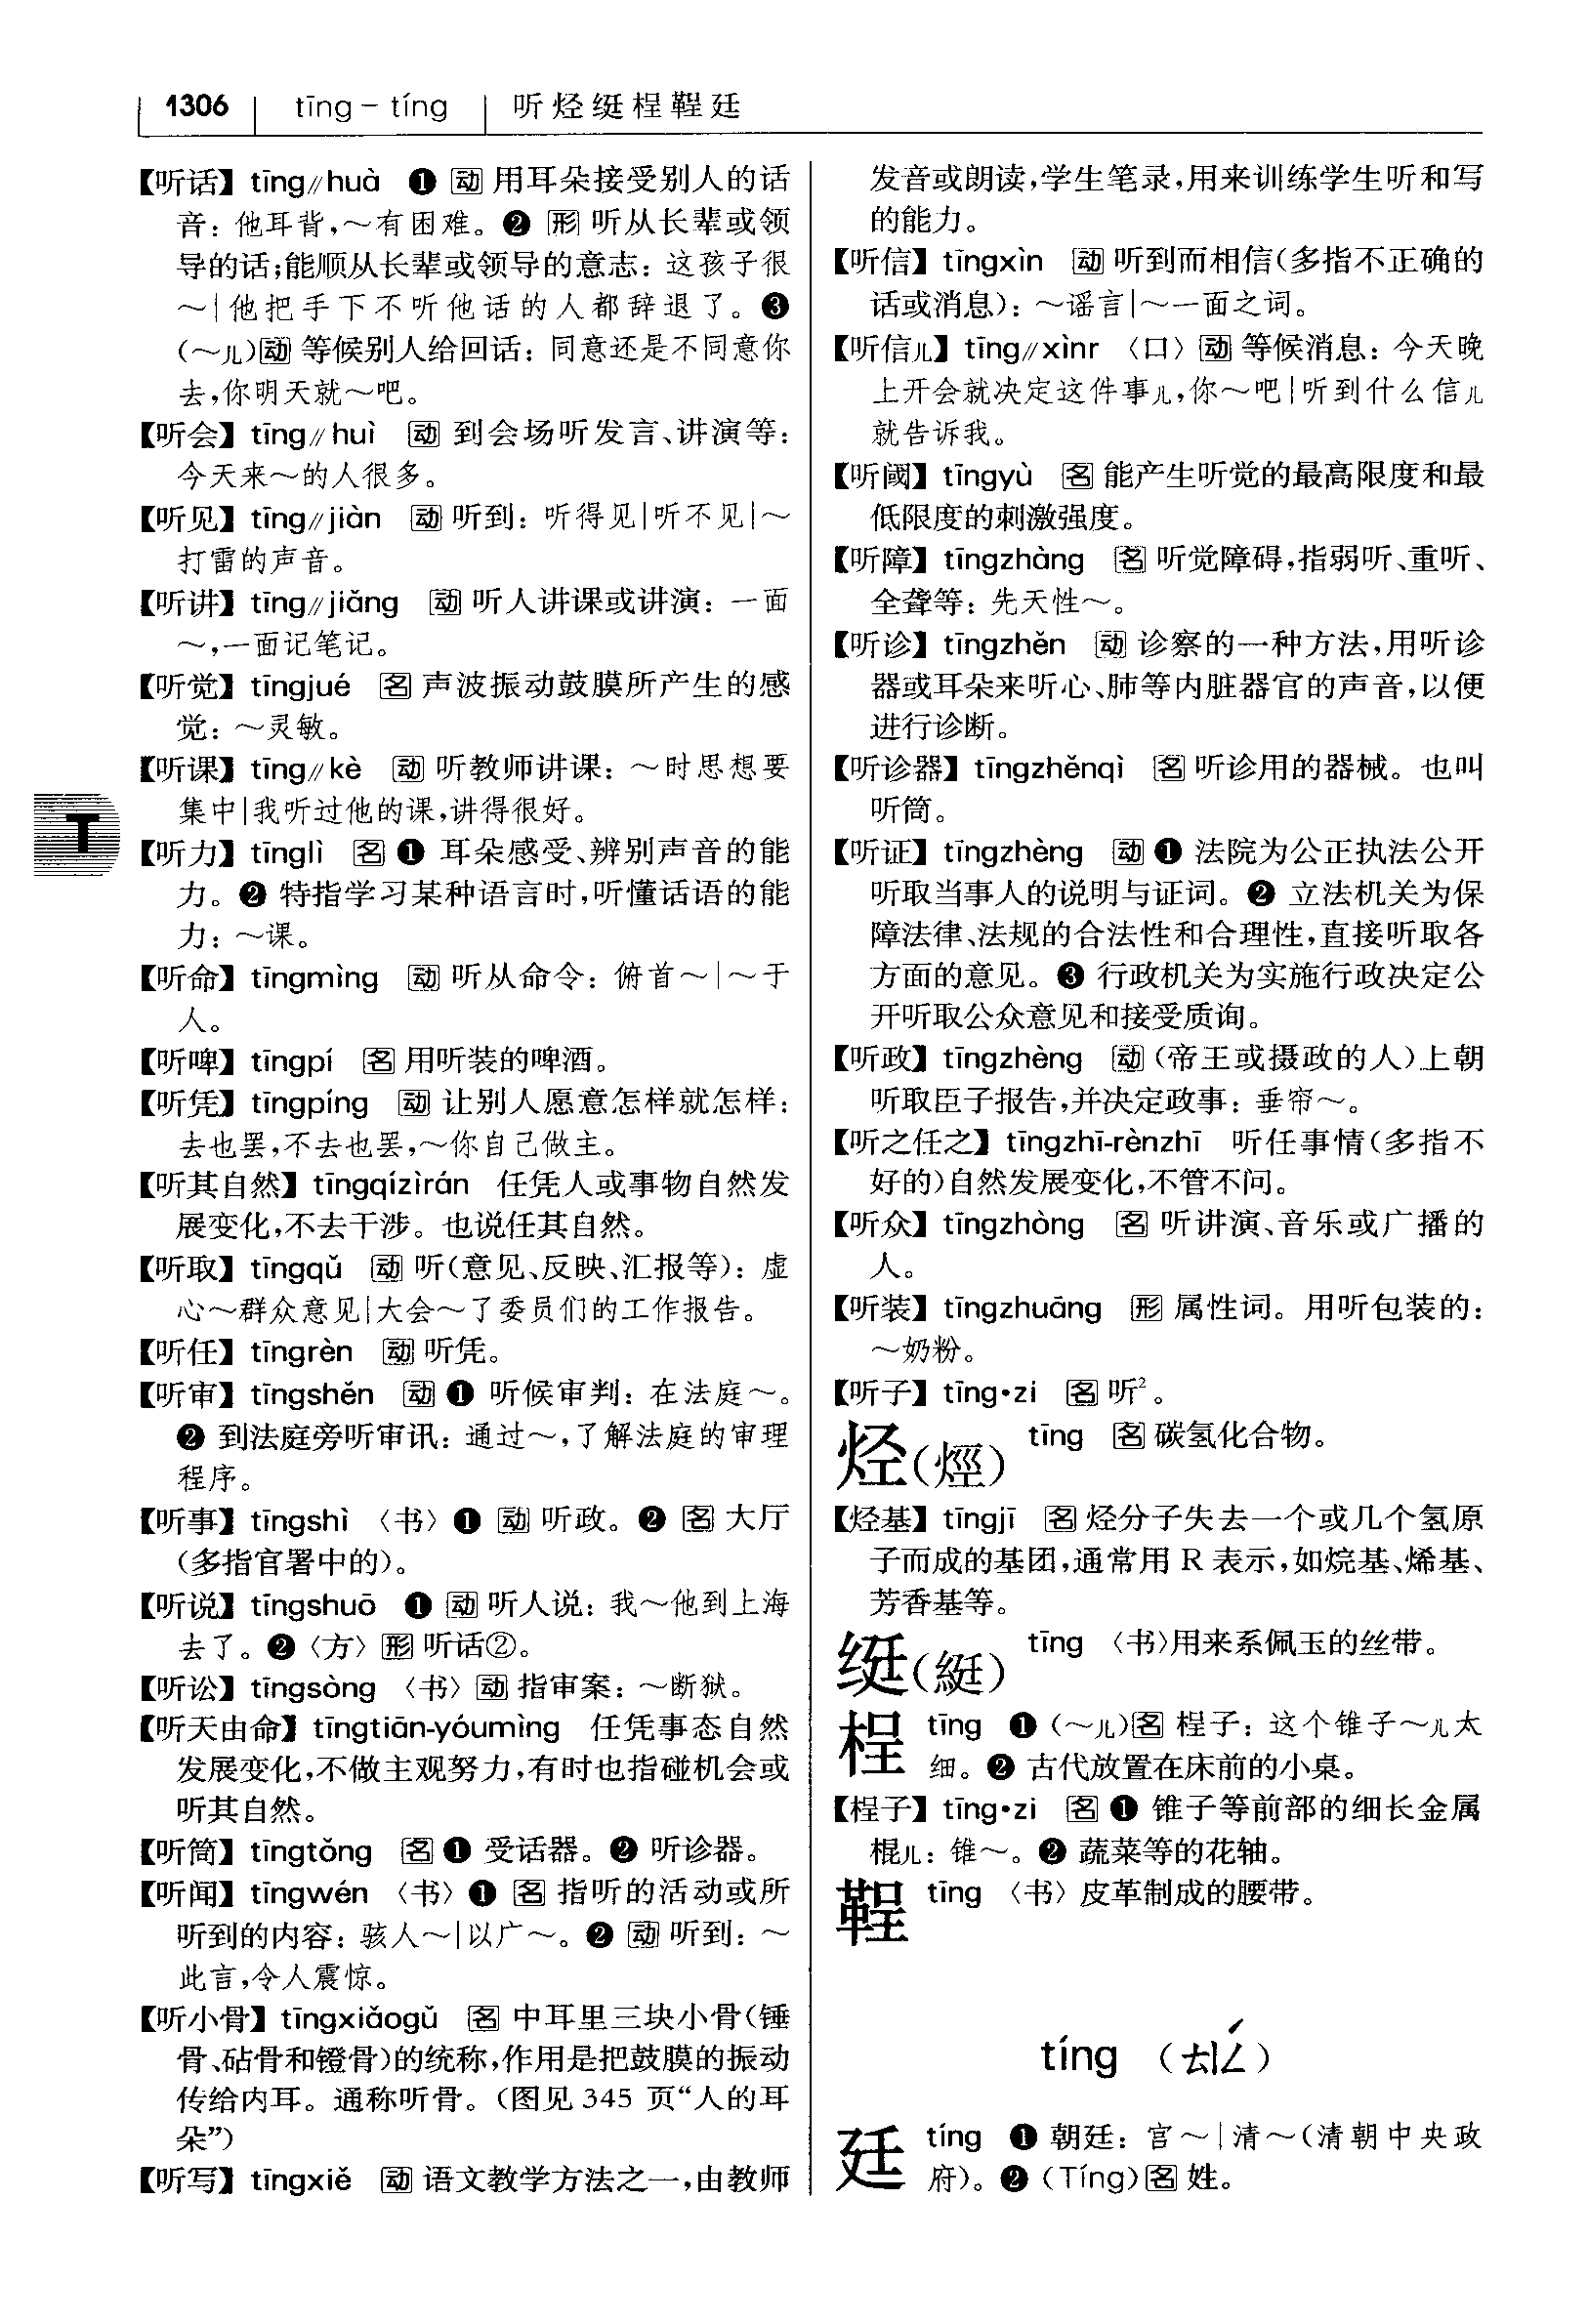 1306 tīng－tíng 听烃綎桯鞓廷
【听话】tīng//huà ❶ 动 用耳朵接受别人的话
音：他耳背，～有困难。❷ 形 听从长辈或领
导的话；能顺从长辈或领导的意志：这孩子很
～｜他把手下不听他话的人都辞退了。❸
（～儿）动 等候别人给回话：同意还是不同意你
去，你明天就～吧。
【听会】tīng//huì 动 到会场听发言、讲演等：
今天来～的人很多。
【听见】tīng//jiàn 动 听到：听得见｜听不见｜～
打雷的声音。
【听讲】tīng//jiǎng 动 听人讲课或讲演：一面
～，一面记笔记。
【听觉】tīngjué 名 声波振动鼓膜所产生的感
觉：～灵敏。
【听课】tīng//kè 动 听教师讲课：～时思想要
集中｜我听过他的课，讲得很好。
T
【听力】tīnglì 名 ❶ 耳朵感受、辨别声音的能
力。❷ 特指学习某种语言时，听懂话语的能
力：～课。
【听命】tīngmìng 动 听从命令：俯首～｜～于
人。
【听啤】tīngpí 名 用听装的啤酒。
【听凭】tīngpíng 动 让别人愿意怎样就怎样：
去也罢，不去也罢，～你自己做主。
【听其自然】tīngqízìrán 任凭人或事物自然发
展变化，不去干涉。也说任其自然。
【听取】tīngqǔ 动 听（意见、反映、汇报等）：虚
心～群众意见｜大会～了委员们的工作报告。
【听任】tīngrèn 动 听凭。
【听审】tīngshěn 动 ❶ 听候审判：在法庭～。
❷ 到法庭旁听审讯：通过～，了解法庭的审理
程序。
【听事】tīngshì 〈书〉❶ 动 听政。❷ 名 大厅
（多指官署中的）。
【听说】tīngshuō ❶ 动 听人说：我～他到上海
去了。❷〈方〉形 听话②。
【听讼】tīngsòng 〈书〉动 指审案：～断狱。
【听天由命】tīngtiān-yóumìng 任凭事态自然
发展变化，不做主观努力，有时也指碰机会或
听其自然。
【听筒】tīngtǒng 名 ❶ 受话器。❷ 听诊器。
【听闻】tīngwén 〈书〉❶ 名 指听的活动或所
听到的内容：骇人～｜以广～。❷ 动 听到：～
此言，令人震惊。
【听小骨】tīngxiǎogǔ 名 中耳里三块小骨（锤
骨、砧骨和镫骨）的统称，作用是把鼓膜的振动
传给内耳。通称听骨。（图见 345 页“人的耳
朵”）
【听写】tīngxiě 动 语文教学方法之一，由教师
发音或朗读，学生笔录，用来训练学生听和写
的能力。
【听信】tīngxìn 动 听到而相信（多指不正确的
话或消息）：～谣言｜～一面之词。
【听信儿】tīng//xìnr 〈口〉动 等候消息：今天晚
上开会就决定这件事儿，你～吧｜听到什么信儿
就告诉我。
【听阈】tīngyù 名 能产生听觉的最高限度和最
低限度的刺激强度。
【听障】tīngzhàng 名 听觉障碍，指弱听、重听、
全聋等：先天性～。
【听诊】tīngzhěn 动 诊察的一种方法，用听诊
器或耳朵来听心、肺等内脏器官的声音，以便
进行诊断。
【听诊器】tīngzhěnqì 名 听诊用的器械。也叫
听筒。
【听证】tīngzhèng 动 ❶ 法院为公正执法公开
听取当事人的说明与证词。❷ 立法机关为保
障法律、法规的合法性和合理性，直接听取各
方面的意见。❸ 行政机关为实施行政决定公
开听取公众意见和接受质询。
【听政】tīngzhèng 动（帝王或摄政的人）上朝
听取臣子报告，并决定政事：垂帘～。
【听之任之】tīngzhī-rènzhī 听任事情（多指不
好的）自然发展变化，不管不问。
【听众】tīngzhòng 名 听讲演、音乐或广播的
人。
【听装】tīngzhuāng 形 属性词。用听包装的：
～奶粉。
【听子】tīng·zi 名 听²。
烃（烴） tīng 名 碳氢化合物。
【烃基】tīngjī 名 烃分子失去一个或几个氢原
子而成的基团，通常用 R 表示，如烷基、烯基、
芳香基等。
綎（綎） tīng 〈书〉用来系佩玉的丝带。
桯 tīng ❶（～儿）名 桯子：这个锥子～儿太
细。❷ 古代放置在床前的小桌。
【桯子】tīng·zi 名 ❶ 锥子等前部的细长金属
棍儿：锥～。❷ 蔬菜等的花轴。
鞓 tīng 〈书〉皮革制成的腰带。
tíng （ㄊㄧㄥˊ）
廷 tíng ❶ 朝廷：宫～｜清～（清朝中央政
府）。❷（Tíng）名 姓。